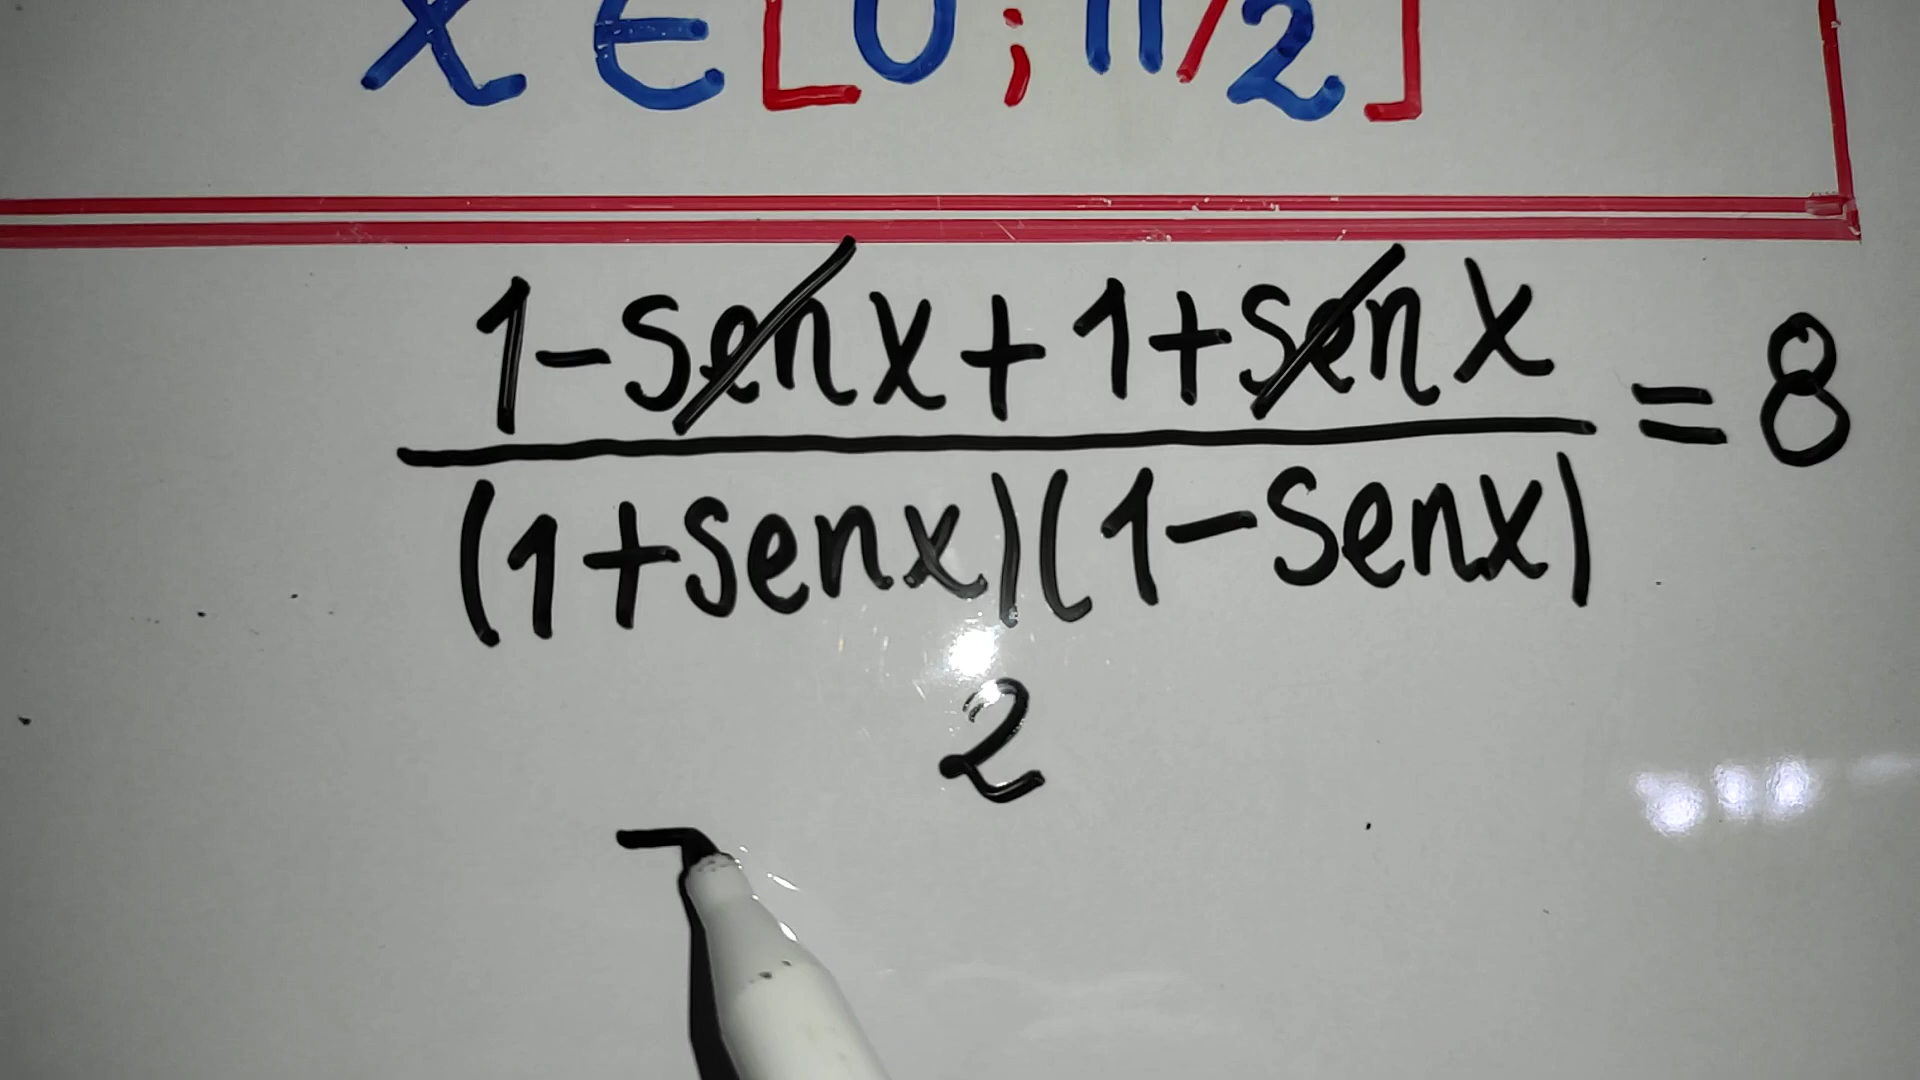 x ∈ [0 ; π/2]
1 - senx + 1 + senx = 8
(1 + senx)(1 - senx)
2